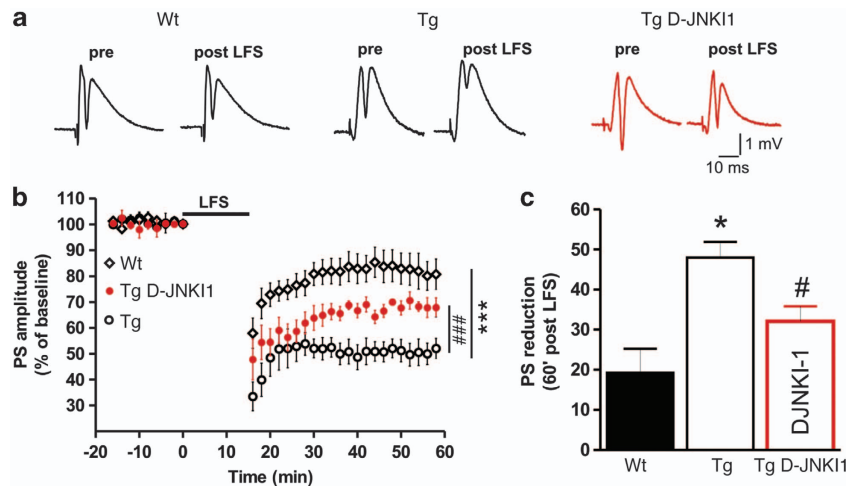 a
Wt
Tg
Tg D-JNKI1
pre
post LFS
pre
post LFS
pre
post LFS
1 mV
10 ms
b
LFS
PS amplitude
(% of baseline)
110
100
90
80
70
60
50
40
30
Wt
Tg D-JNKI1
Tg
###
***
-20
-10
0
10
20
30
40
50
60
Time (min)
c
PS reduction
(60' post LFS)
60
50
40
30
20
10
0
*
#
DJNKI-1
Wt
Tg
Tg D-JNKI1